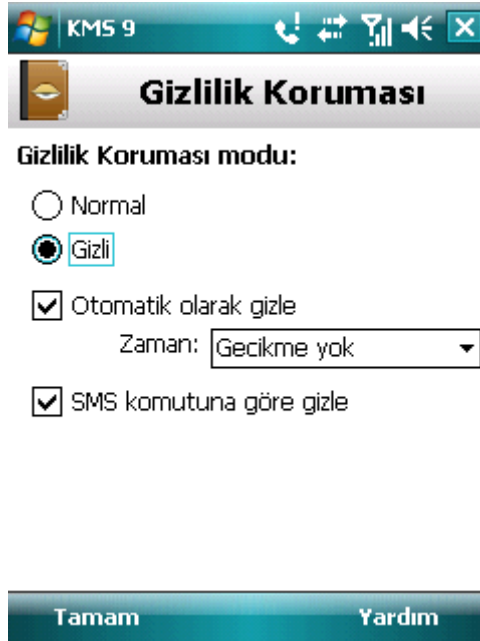 KMS 9
Gizlilik Koruması
Gizlilik Koruması modu:
Normal
Gizli
Otomatik olarak gizle
Zaman: Gecikme yok
SMS komutuna göre gizle
Tamam Yardım